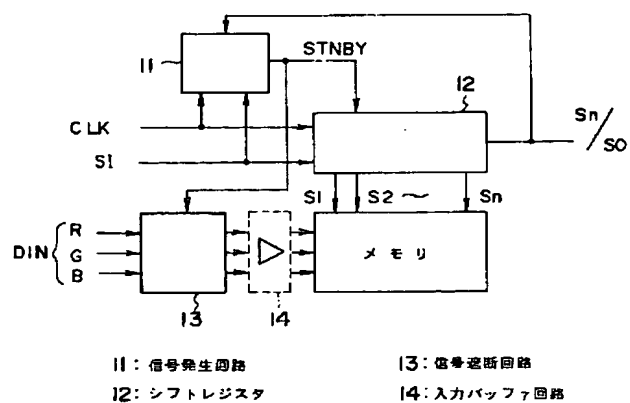 STNBY
11
12
CLK
SI
Sn/SO
S1 S2 ～ Sn
DIN { R G B
メモリ
13
14
11：信号発生回路
13：信号遮断回路
12：シフトレジスタ
14：入力バッファ回路